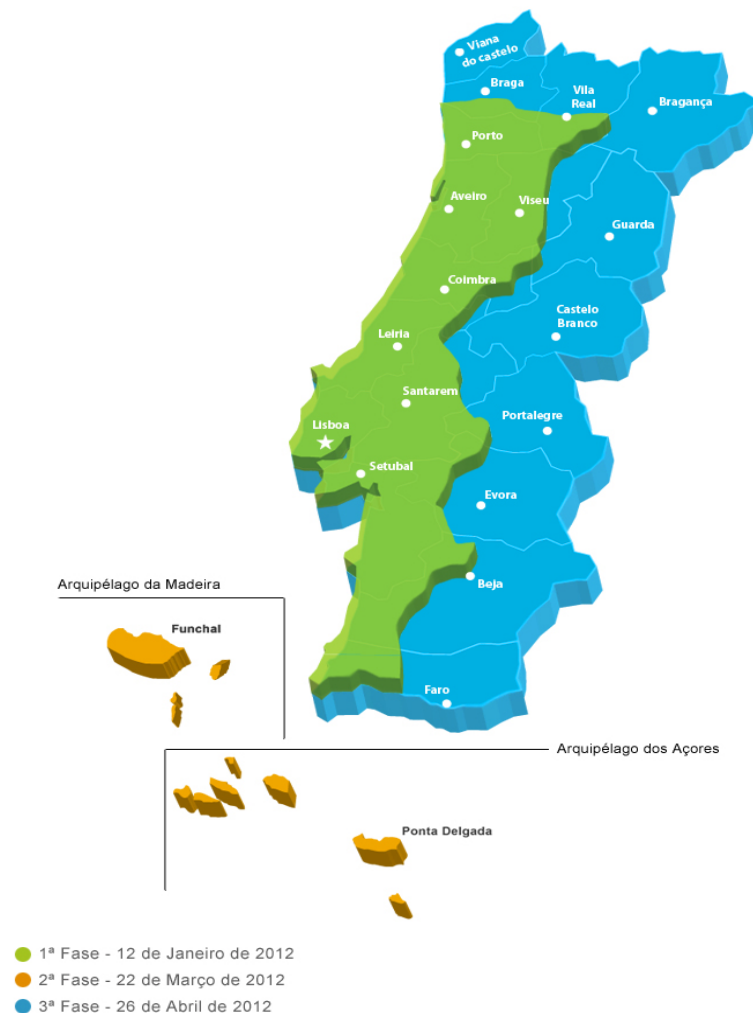 Viana
do castelo
Braga
Vila
Real
Bragança
Porto
Aveiro
Viseu
Guarda
Coimbra
Castelo
Branco
Leiria
Santarem
Portalegre
Lisboa
Setubal
Evora
Beja
Faro
Arquipélago da Madeira
Funchal
Arquipélago dos Açores
Ponta Delgada
1ª Fase - 12 de Janeiro de 2012
2ª Fase - 22 de Março de 2012
3ª Fase - 26 de Abril de 2012